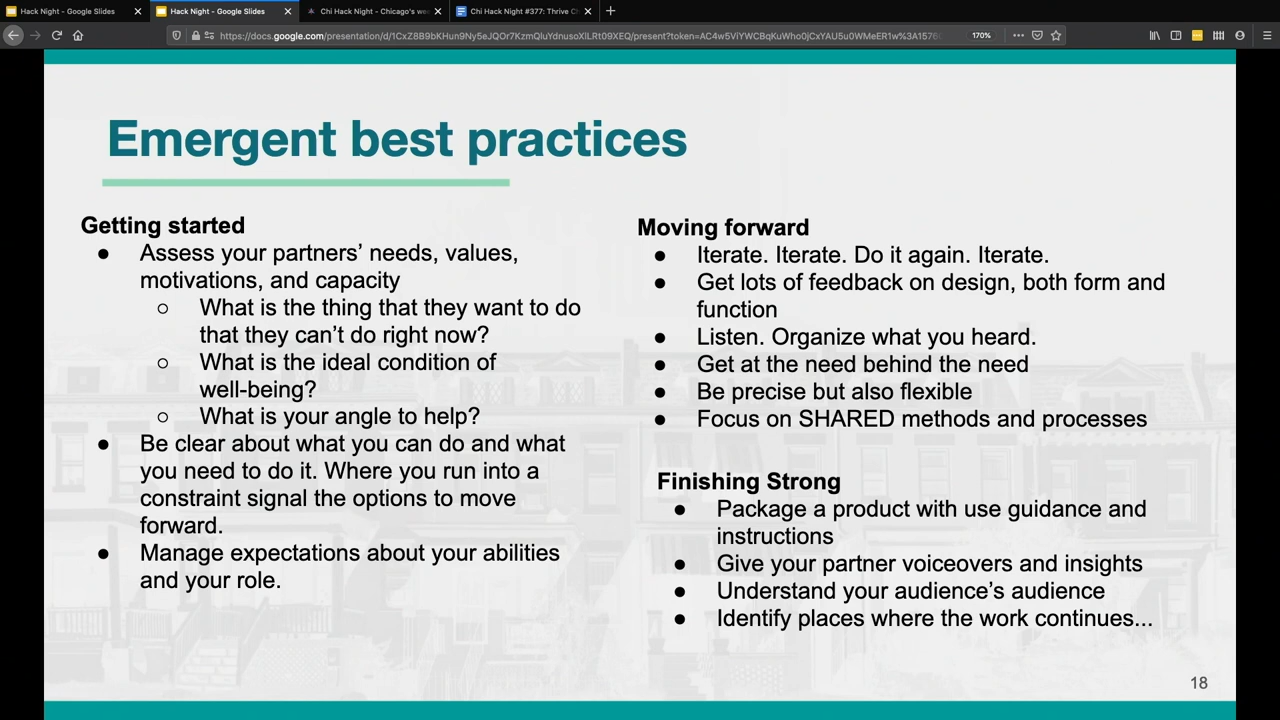 Hack Night - Google Slides
Hack Night - Google Slides
Chi Hack Night - Chicago's wee
Chi Hack Night #377: Thrive Ch
170%
Emergent best practices
Getting started
● Assess your partners’ needs, values,
motivations, and capacity
○ What is the thing that they want to do
that they can’t do right now?
○ What is the ideal condition of
well-being?
○ What is your angle to help?
● Be clear about what you can do and what
you need to do it. Where you run into a
constraint signal the options to move
forward.
● Manage expectations about your abilities
and your role.
Moving forward
● Iterate. Iterate. Do it again. Iterate.
● Get lots of feedback on design, both form and
function
● Listen. Organize what you heard.
● Get at the need behind the need
● Be precise but also flexible
● Focus on SHARED methods and processes
Finishing Strong
● Package a product with use guidance and
instructions
● Give your partner voiceovers and insights
● Understand your audience’s audience
● Identify places where the work continues...
18